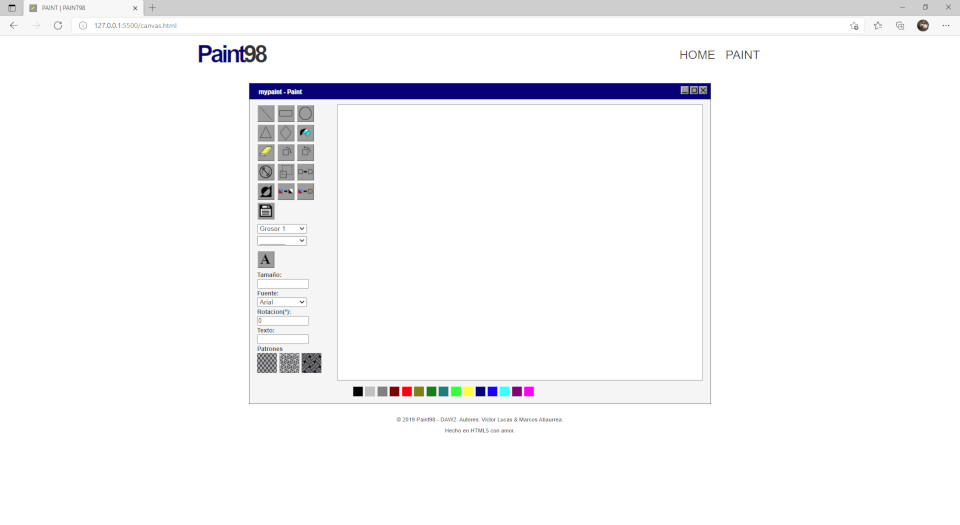 PAINT | PAINT98
127.0.0.1:5500/canvas.html
Paint98
HOME PAINT
mypaint - Paint
Grosor 1
A
Tamaño:
Fuente:
Arial
Rotacion(º):
0
Texto:
Patrones
© 2019 Paint98 - DAW2. Autores: Victor Lucas & Marcos Abaurrea.
Hecho en HTML5 con amor.